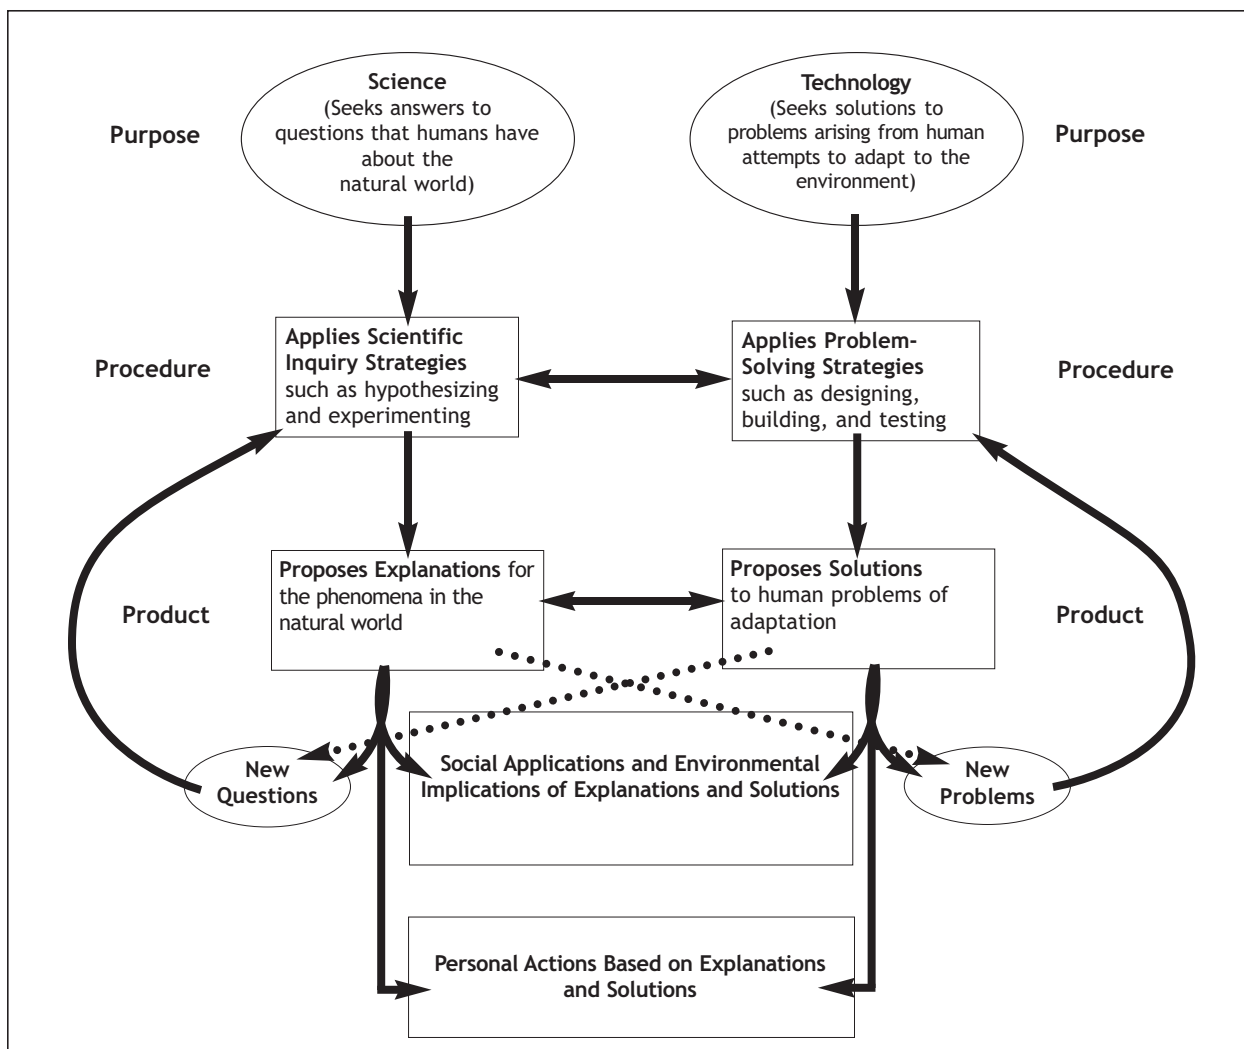 Science
(Seeks answers to
questions that humans have
about the
natural world)
Technology
(Seeks solutions to
problems arising from human
attempts to adapt to the
environment)
Purpose
Purpose
Applies Scientific
Inquiry Strategies
such as hypothesizing
and experimenting
Applies Problem-
Solving Strategies
such as designing,
building, and testing
Procedure
Procedure
Proposes Explanations for
the phenomena in the
natural world
Proposes Solutions
to human problems of
adaptation
Product
Product
New
Questions
Social Applications and Environmental
Implications of Explanations and Solutions
New
Problems
Personal Actions Based on Explanations
and Solutions